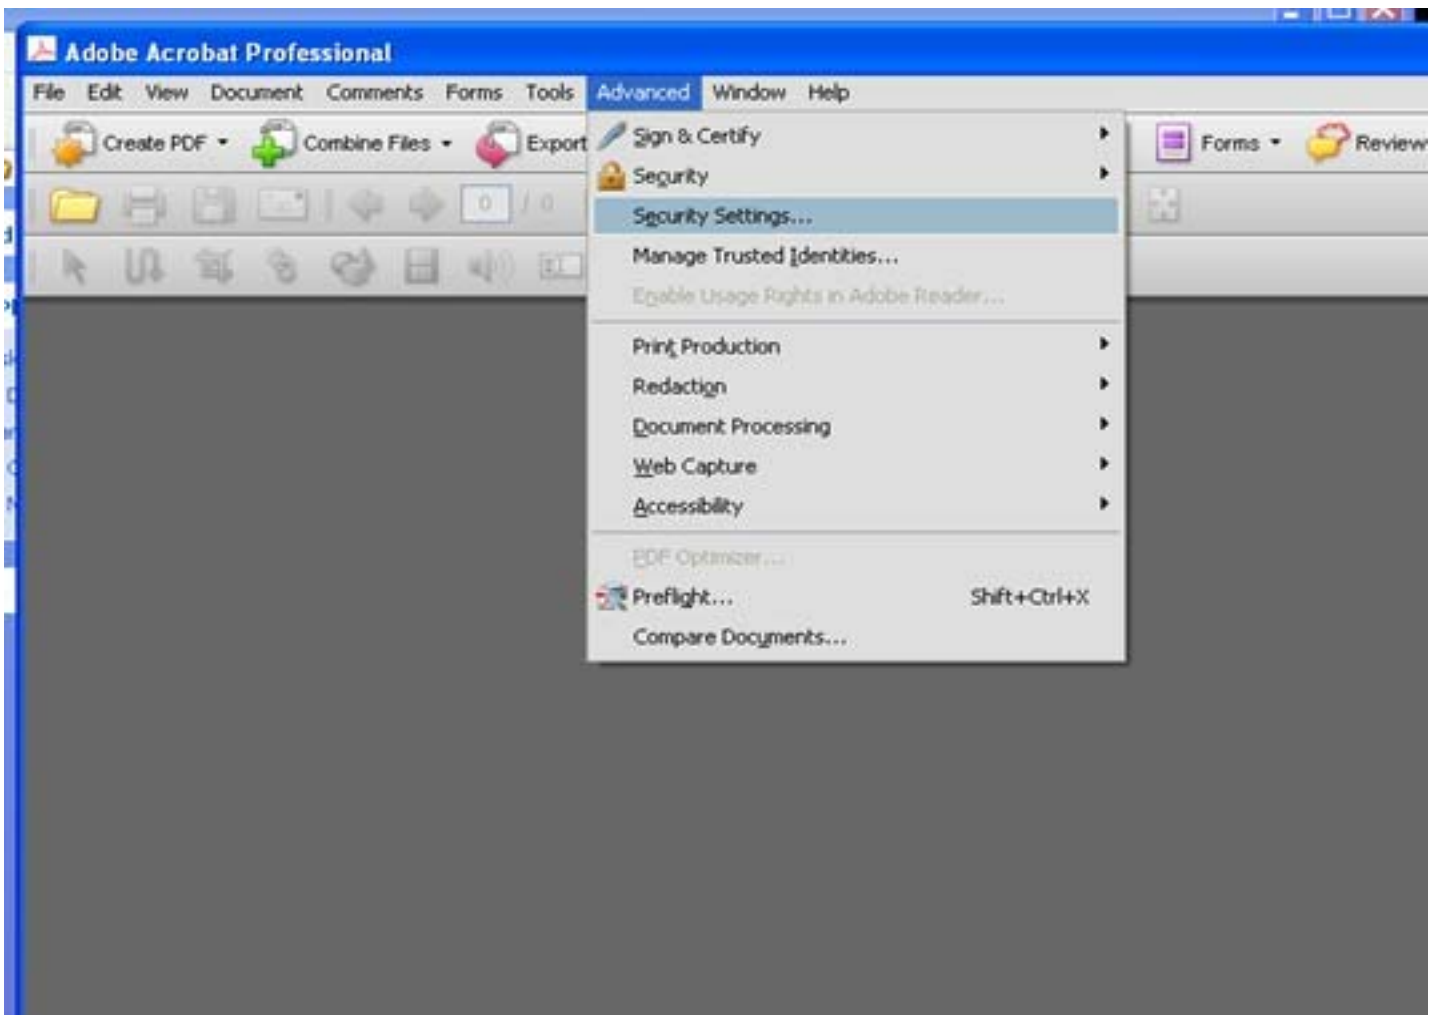 Adobe Acrobat Professional
File Edit View Document Comments Forms Tools Advanced Window Help
Create PDF Combine Files Export Forms Review
0 / 0
Sign & Certify
Security
Security Settings...
Manage Trusted Identities...
Enable Usage Rights in Adobe Reader...
Print Production
Redaction
Document Processing
Web Capture
Accessibility
PDF Optimizer...
Preflight... Shift+Ctrl+X
Compare Documents...